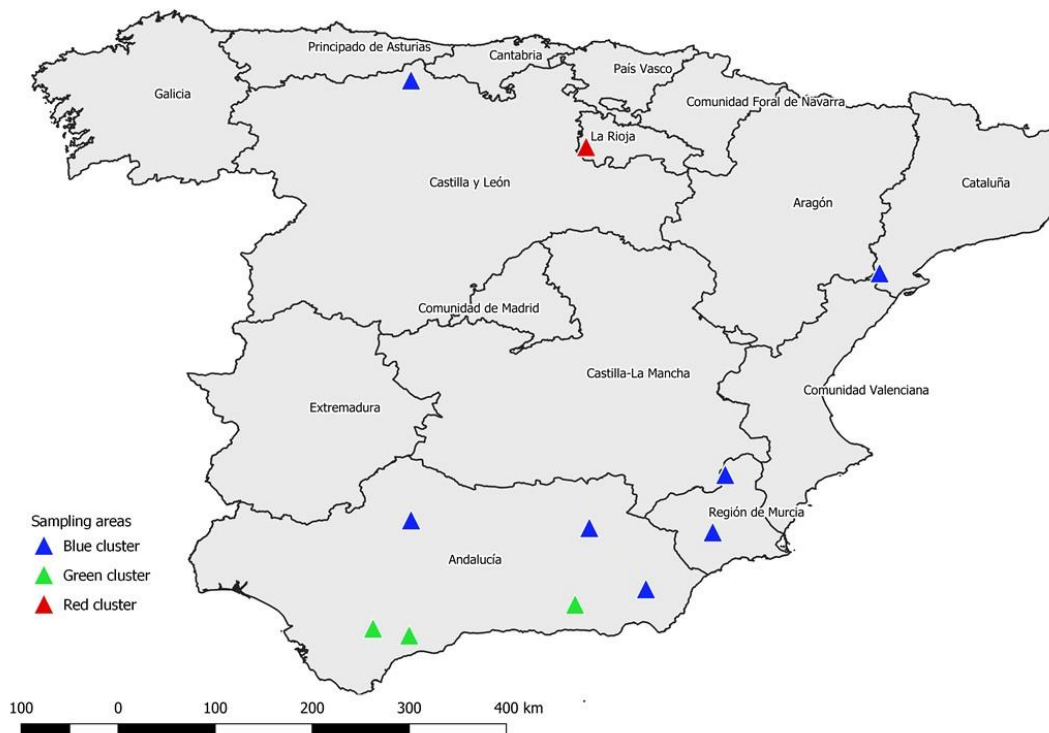 Principado de Asturias
Cantabria
País Vasco
Galicia
Comunidad Foral de Navarra
La Rioja
Castilla y León
Cataluña
Aragón
Comunidad de Madrid
Castilla-La Mancha
Comunidad Valenciana
Extremadura
Región de Murcia
Sampling areas
Blue cluster
Andalucía
Green cluster
Red cluster
100 0 100 200 300 400 km